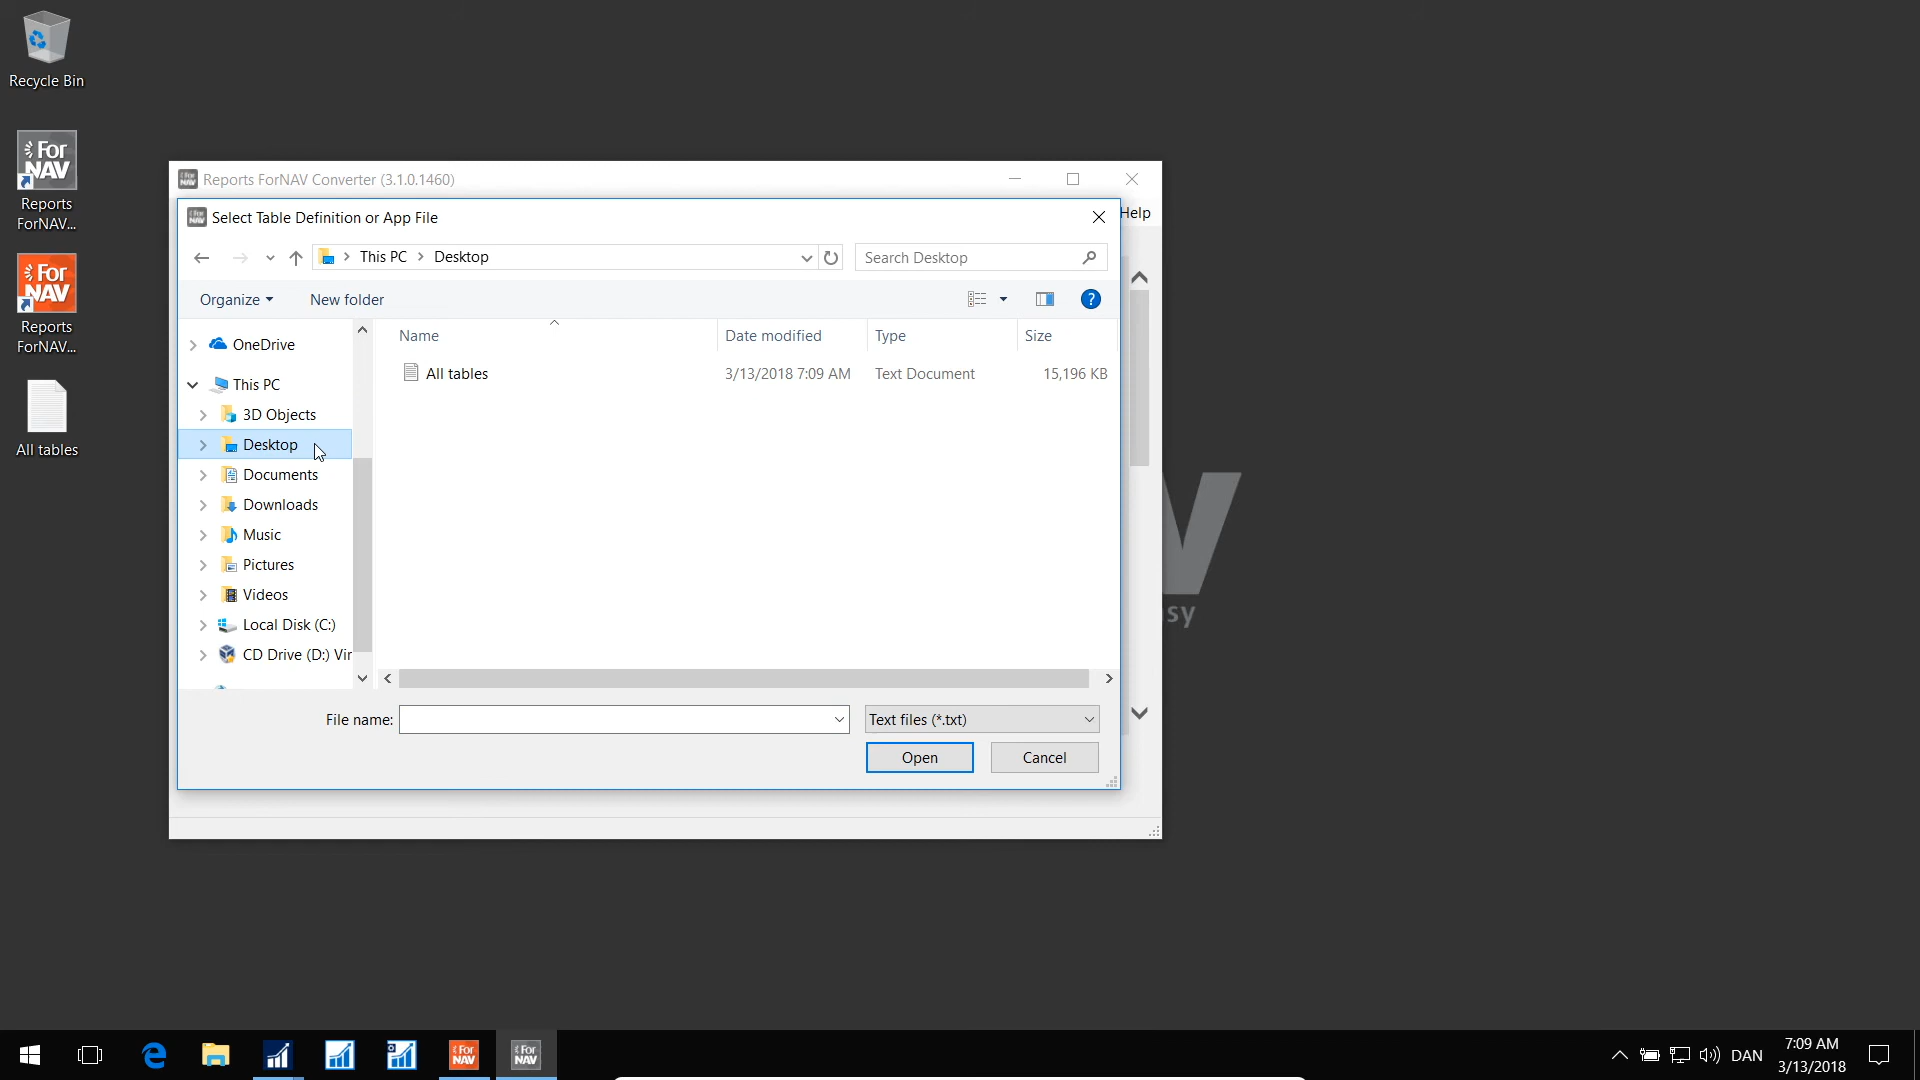 Recycle Bin
For
NAV
Reports
ForNAV...
For
NAV
Reports
ForNAV...
All tables
Reports ForNAV Converter (3.1.0.1460)
Help
Select Table Definition or App File
This PC > Desktop
Search Desktop
Organize
New folder
?
Name
Date modified
Type
Size
All tables
3/13/2018 7:09 AM
Text Document
15,196 KB
OneDrive
This PC
3D Objects
Desktop
Documents
Downloads
Music
Pictures
Videos
Local Disk (C:)
CD Drive (D:) Vir
File name:
Text files (*.txt)
Open
Cancel
V
sy
For
NAV
For
NAV
DAN
7:09 AM
3/13/2018